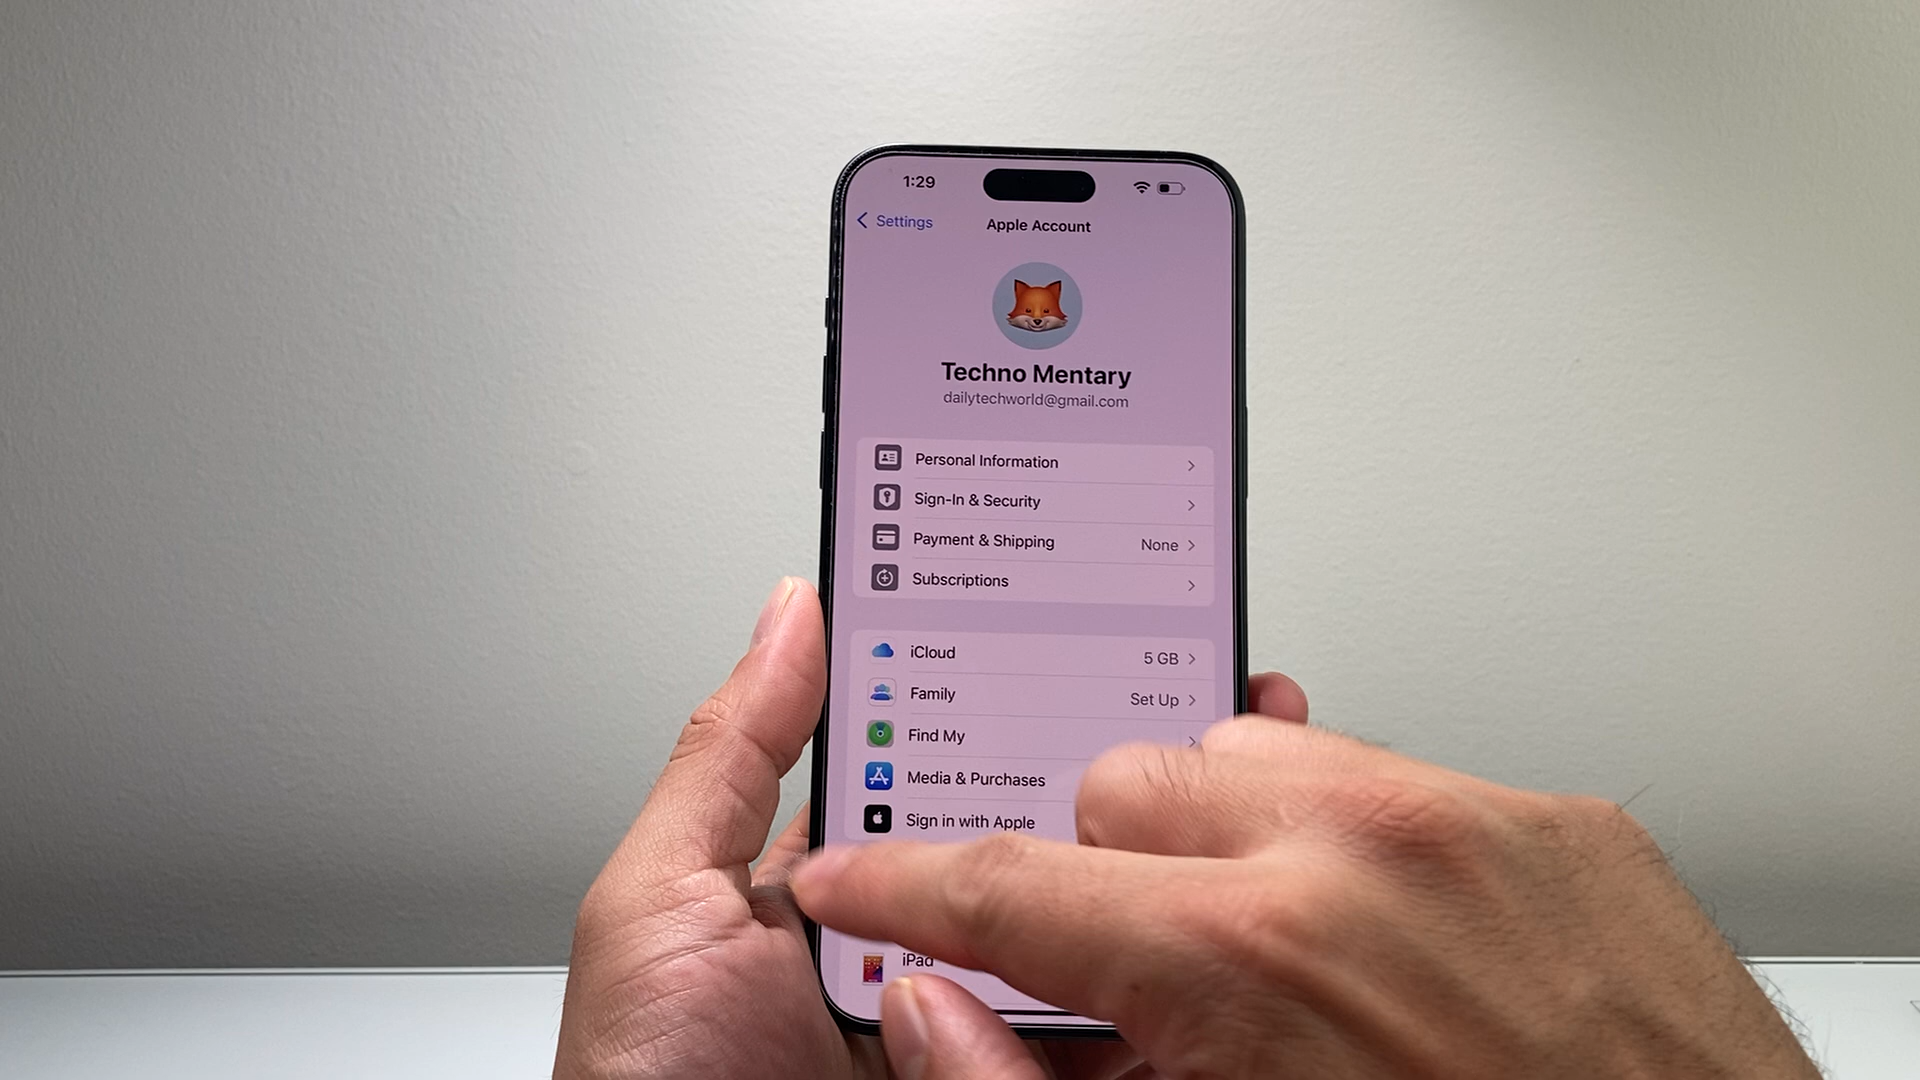 1:29
Settings
Apple Account
Techno Mentary
dailytechworld@gmail.com
Personal Information
Sign-In & Security
Payment & Shipping None
Subscriptions
iCloud 5 GB
Family Set Up
Find My
Media & Purchases
Sign in with Apple
iPad